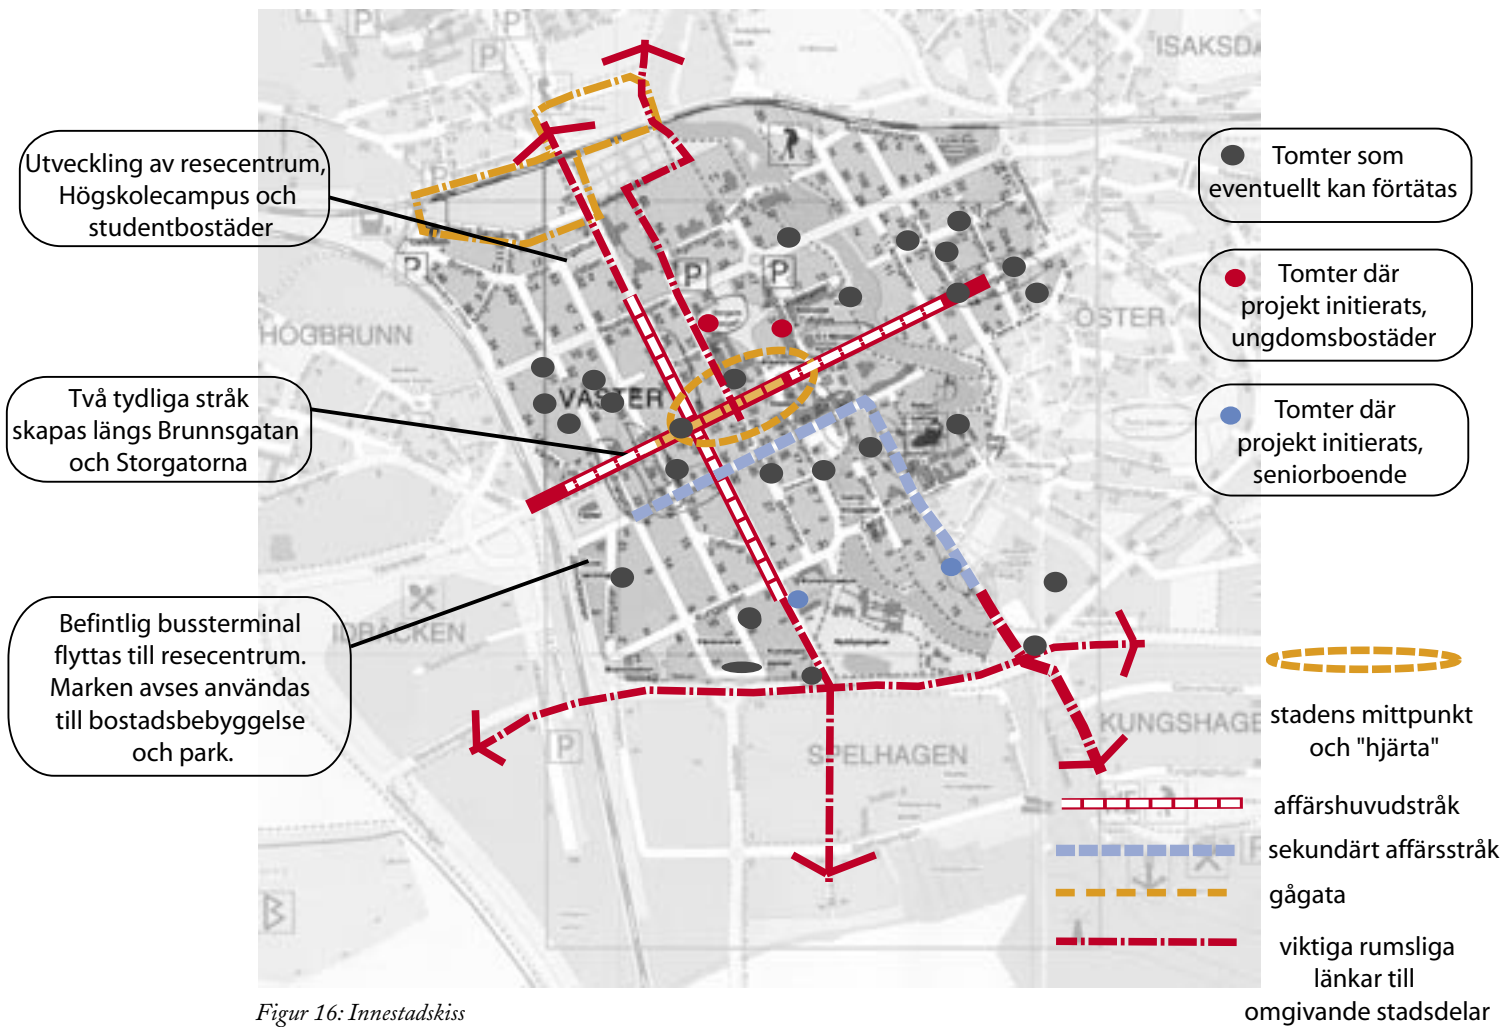 Utveckling av resecentrum,
Högskolecampus och
studentbostäder
Två tydliga stråk
skapas längs Brunnsgatan
och Storgatorna
Befintlig bussterminal
flyttas till resecentrum.
Marken avses användas
till bostadsbebyggelse
och park.
P
P
P
P
ISAKSDA
P
P
P
HÖGBRUNN
ÖSTER
VÄSTER
IDRACKEN
P
SPELHAGEN
KUNGSHAGE
B
Tomter som
eventuellt kan förtätas
Tomter där
projekt initierats,
ungdomsbostäder
Tomter där
projekt initierats,
seniorboende
stadens mittpunkt
och "hjärta"
affärshuvudstråk
sekundärt affärsstråk
gågata
viktiga rumsliga
länkar till
omgivande stadsdelar
Figur 16: Innestadskiss